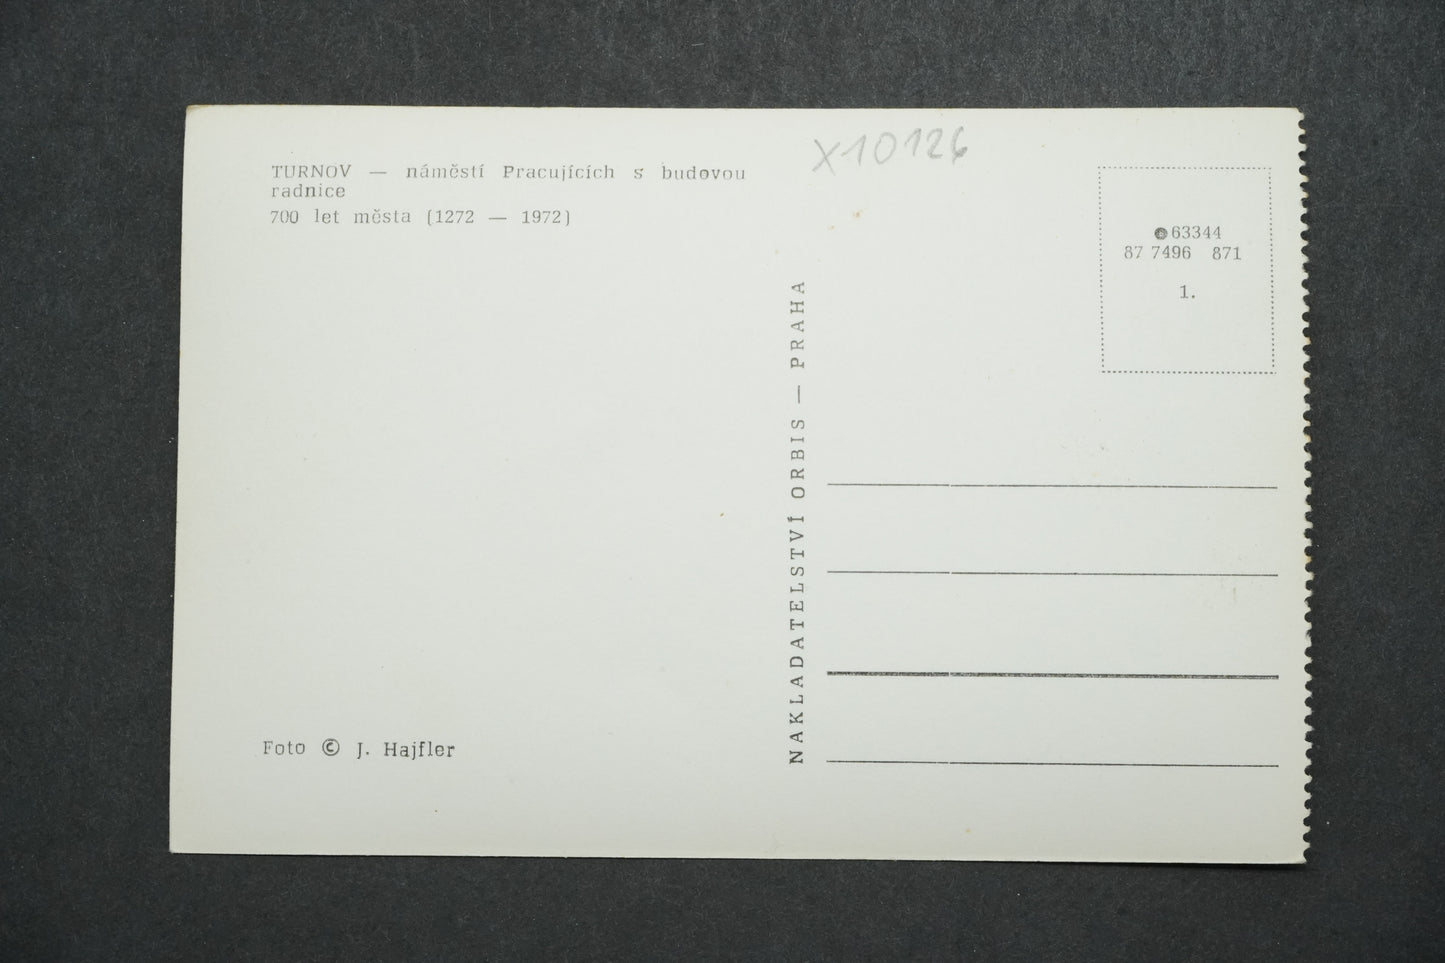 TURNOV — náměstí Pracujících s budovou
radnice
700 let města (1272 — 1972)
X10126
63344
87 7496 871
1.
NAKLADATELSTVÍ ORBIS — PRAHA
Foto © J. Hajfler